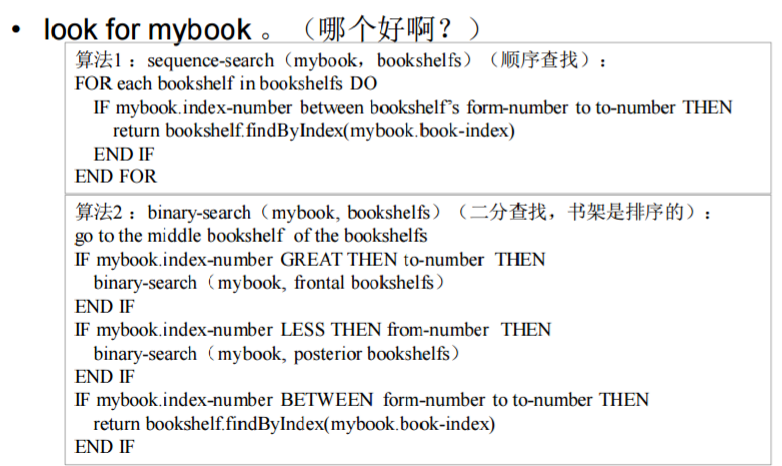 • look for mybook 。（哪个好啊？）
算法1：sequence-search（mybook，bookshelfs）（顺序查找）：
FOR each bookshelf in bookshelfs DO
IF mybook.index-number between bookshelf's form-number to to-number THEN
return bookshelf.findByIndex(mybook.book-index)
END IF
END FOR
算法2：binary-search（mybook, bookshelfs）（二分查找，书架是排序的）：
go to the middle bookshelf of the bookshelfs
IF mybook.index-number GREAT THEN to-number THEN
binary-search（mybook, frontal bookshelfs）
END IF
IF mybook.index-number LESS THEN from-number THEN
binary-search（mybook, posterior bookshelfs）
END IF
IF mybook.index-number BETWEEN form-number to to-number THEN
return bookshelf.findByIndex(mybook.book-index)
END IF